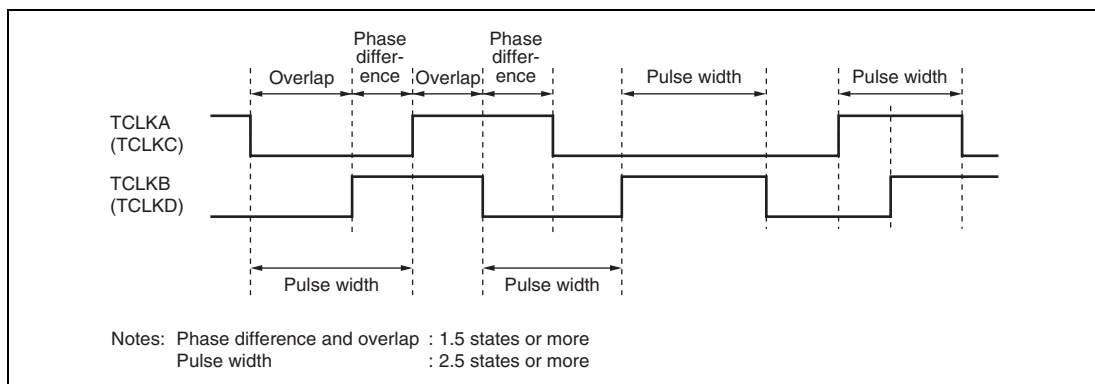 Phase
differ-
ence
Phase
differ-
ence
Overlap
Overlap
Pulse width
Pulse width
TCLKA
(TCLKC)
TCLKB
(TCLKD)
Pulse width
Pulse width
Notes: Phase difference and overlap : 1.5 states or more
Pulse width : 2.5 states or more